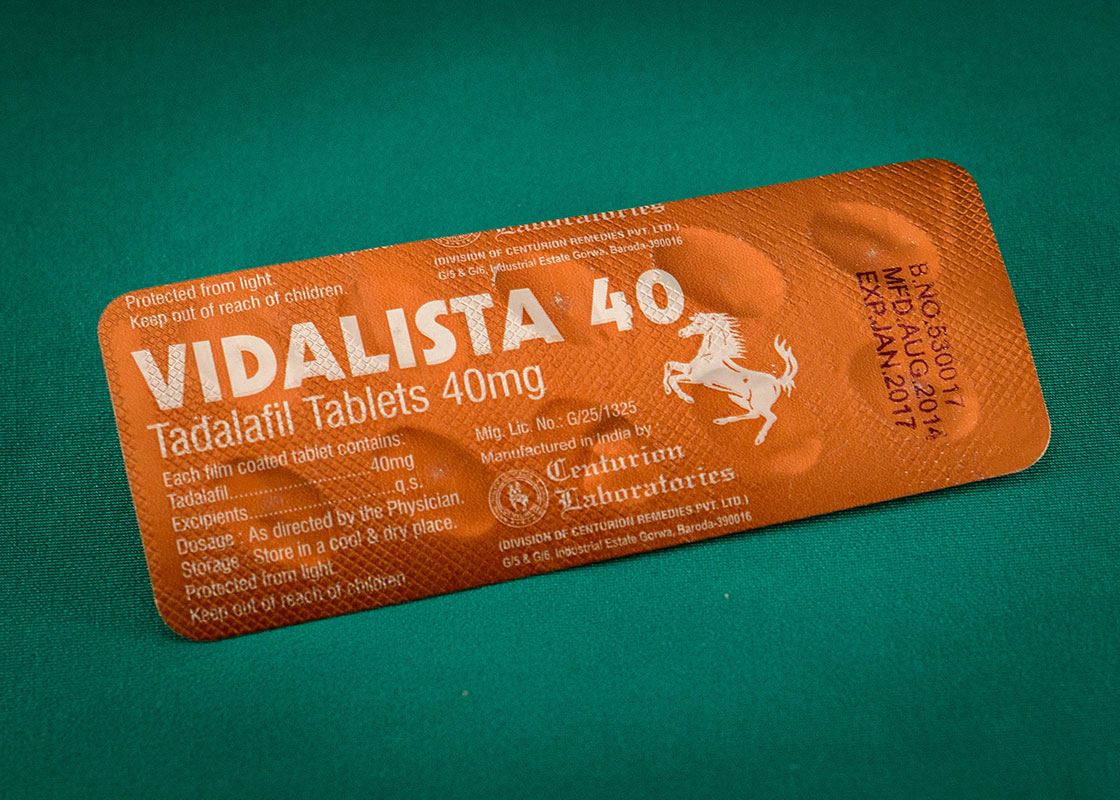 Laboratories
(DIVISION OF CENTURION REMEDIES PVT. LTD.)
G/5 & G/6, Industrial Estate Gorwa, Baroda-390016
Protected from light.
Keep out of reach of children.
VIDALISTA 40
Tadalafil Tablets 40mg
Each film coated tablet contains:
Tadalafil..............................40mg
Excipients..........................q.s.
Dosage : As directed by the Physician.
Storage : Store in a cool & dry place.
Protected from light
Keep out of reach of children.
Mfg. Lic. No.: G/25/1325
Manufactured in India by :
Centurion
Laboratories
(DIVISION OF CENTURION REMEDIES PVT. LTD.)
G/5 & G/6, Industrial Estate Gorwa, Baroda-390016
B.NO.530017
MFD.AUG.2014
EXP.JAN.2017